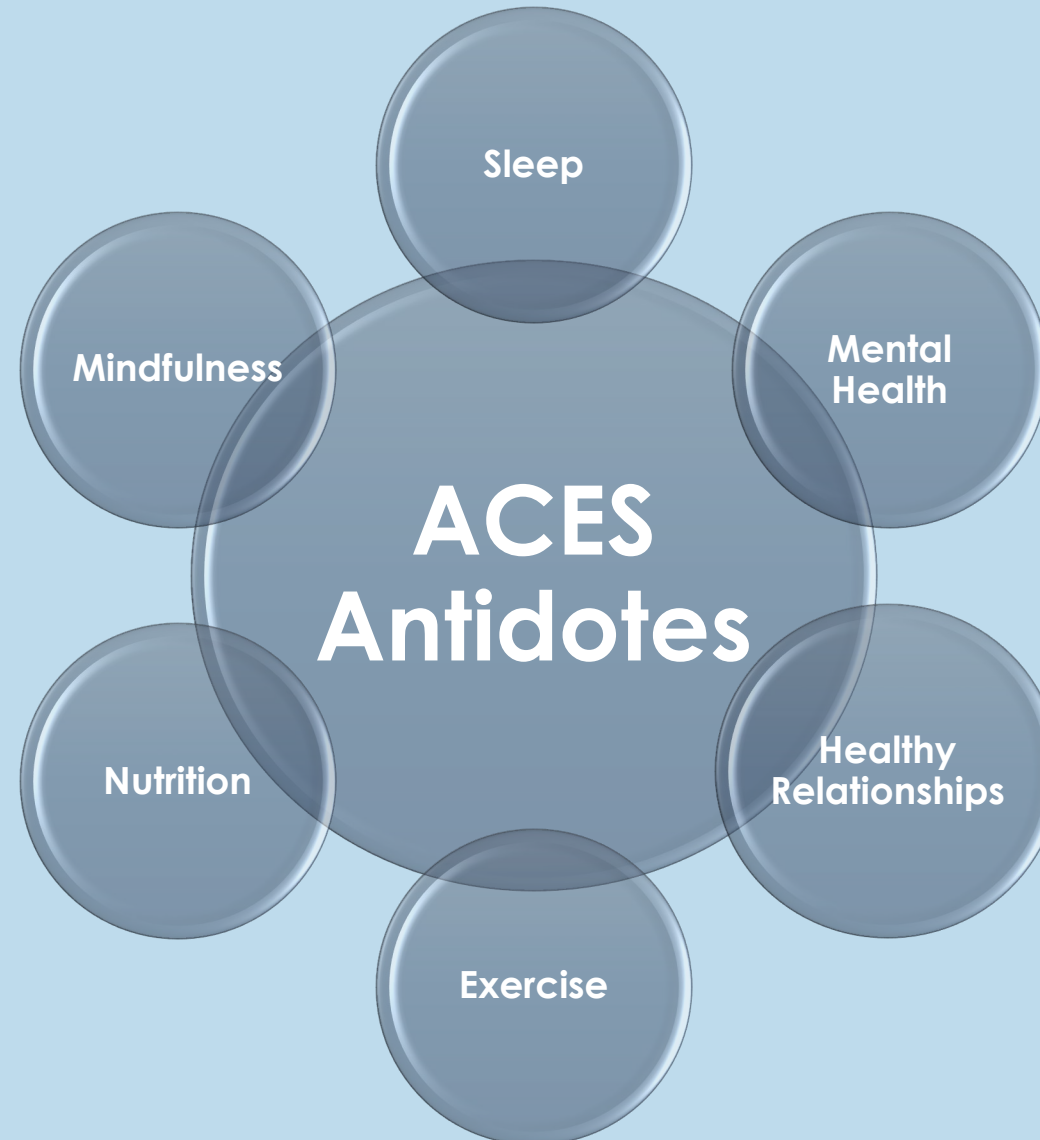 Sleep
Mental
Health
Healthy
Relationships
Exercise
Nutrition
Mindfulness
ACES
Antidotes